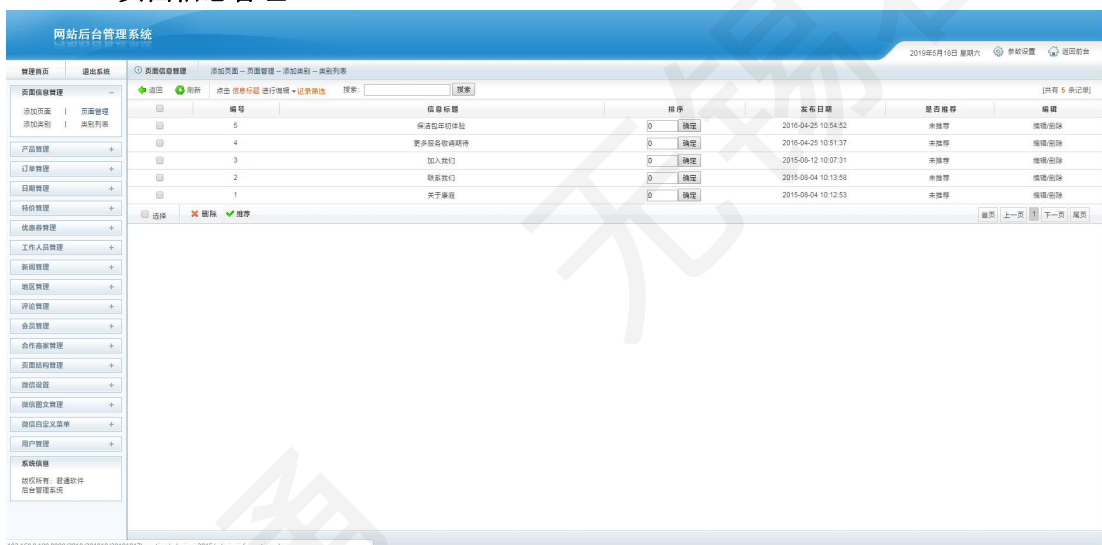 网站后台管理系统
2019年5月18日 星期六 参数设置 返回前台
管理首页 退出系统 页面信息管理 添加页面 -- 页面管理 -- 添加类别 -- 类别列表
页面信息管理 − 返回 刷新 点击 信息标题 进行编辑 记录筛选 搜索: 搜索 [共有 5 条记录]
添加页面 | 页面管理
添加类别 | 类别列表
编号 信息标题 排序 发布日期 是否推荐 编辑
5 保洁包年初体验 0 确定 2016-04-25 10:54:52 未推荐 编辑/删除
4 更多服务敬请期待 0 确定 2016-04-25 10:51:37 未推荐 编辑/删除
3 加入我们 0 确定 2015-08-12 10:07:31 未推荐 编辑/删除
2 联系我们 0 确定 2015-08-04 10:13:58 未推荐 编辑/删除
1 关于康庭 0 确定 2015-08-04 10:12:53 未推荐 编辑/删除
选择 删除 推荐 首页 上一页 1 下一页 尾页
产品管理 +
订单管理 +
日期管理 +
特价管理 +
优惠券管理 +
工作人员管理 +
新闻管理 +
地区管理 +
评论管理 +
会员管理 +
合作商家管理 +
页面结构管理 +
微信设置 +
微信图文管理 +
微信自定义菜单 +
用户管理 +
系统信息
版权所有：君通软件
后台管理系统
无锡